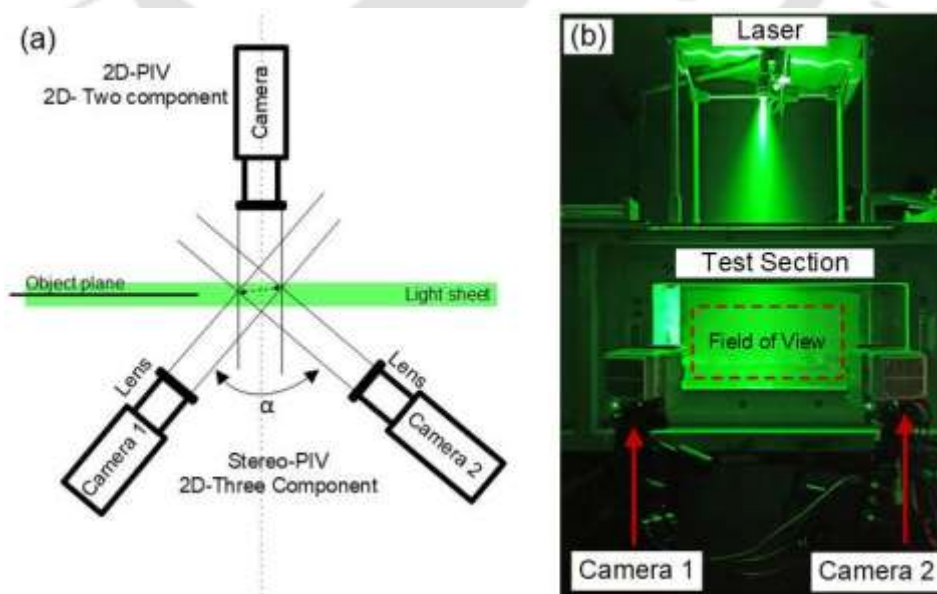 (a)
2D-PIV
2D- Two component
Camera
Object plane
Light sheet
Lens
Lens
α
Camera 1
Camera 2
Stereo-PIV
2D-Three Component
(b)
Laser
Test Section
Field of View
Camera 1
Camera 2